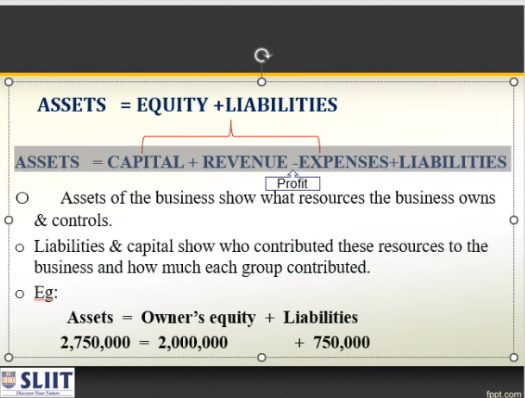 ASSETS = EQUITY +LIABILITIES
ASSETS = CAPITAL + REVENUE -EXPENSES+LIABILITIES
Profit
O Assets of the business show what resources the business owns
& controls.
o Liabilities & capital show who contributed these resources to the
business and how much each group contributed.
o Eg:
Assets = Owner's equity + Liabilities
2,750,000 = 2,000,000 + 750,000
SLIIT
Discover Your Future
fppt.com